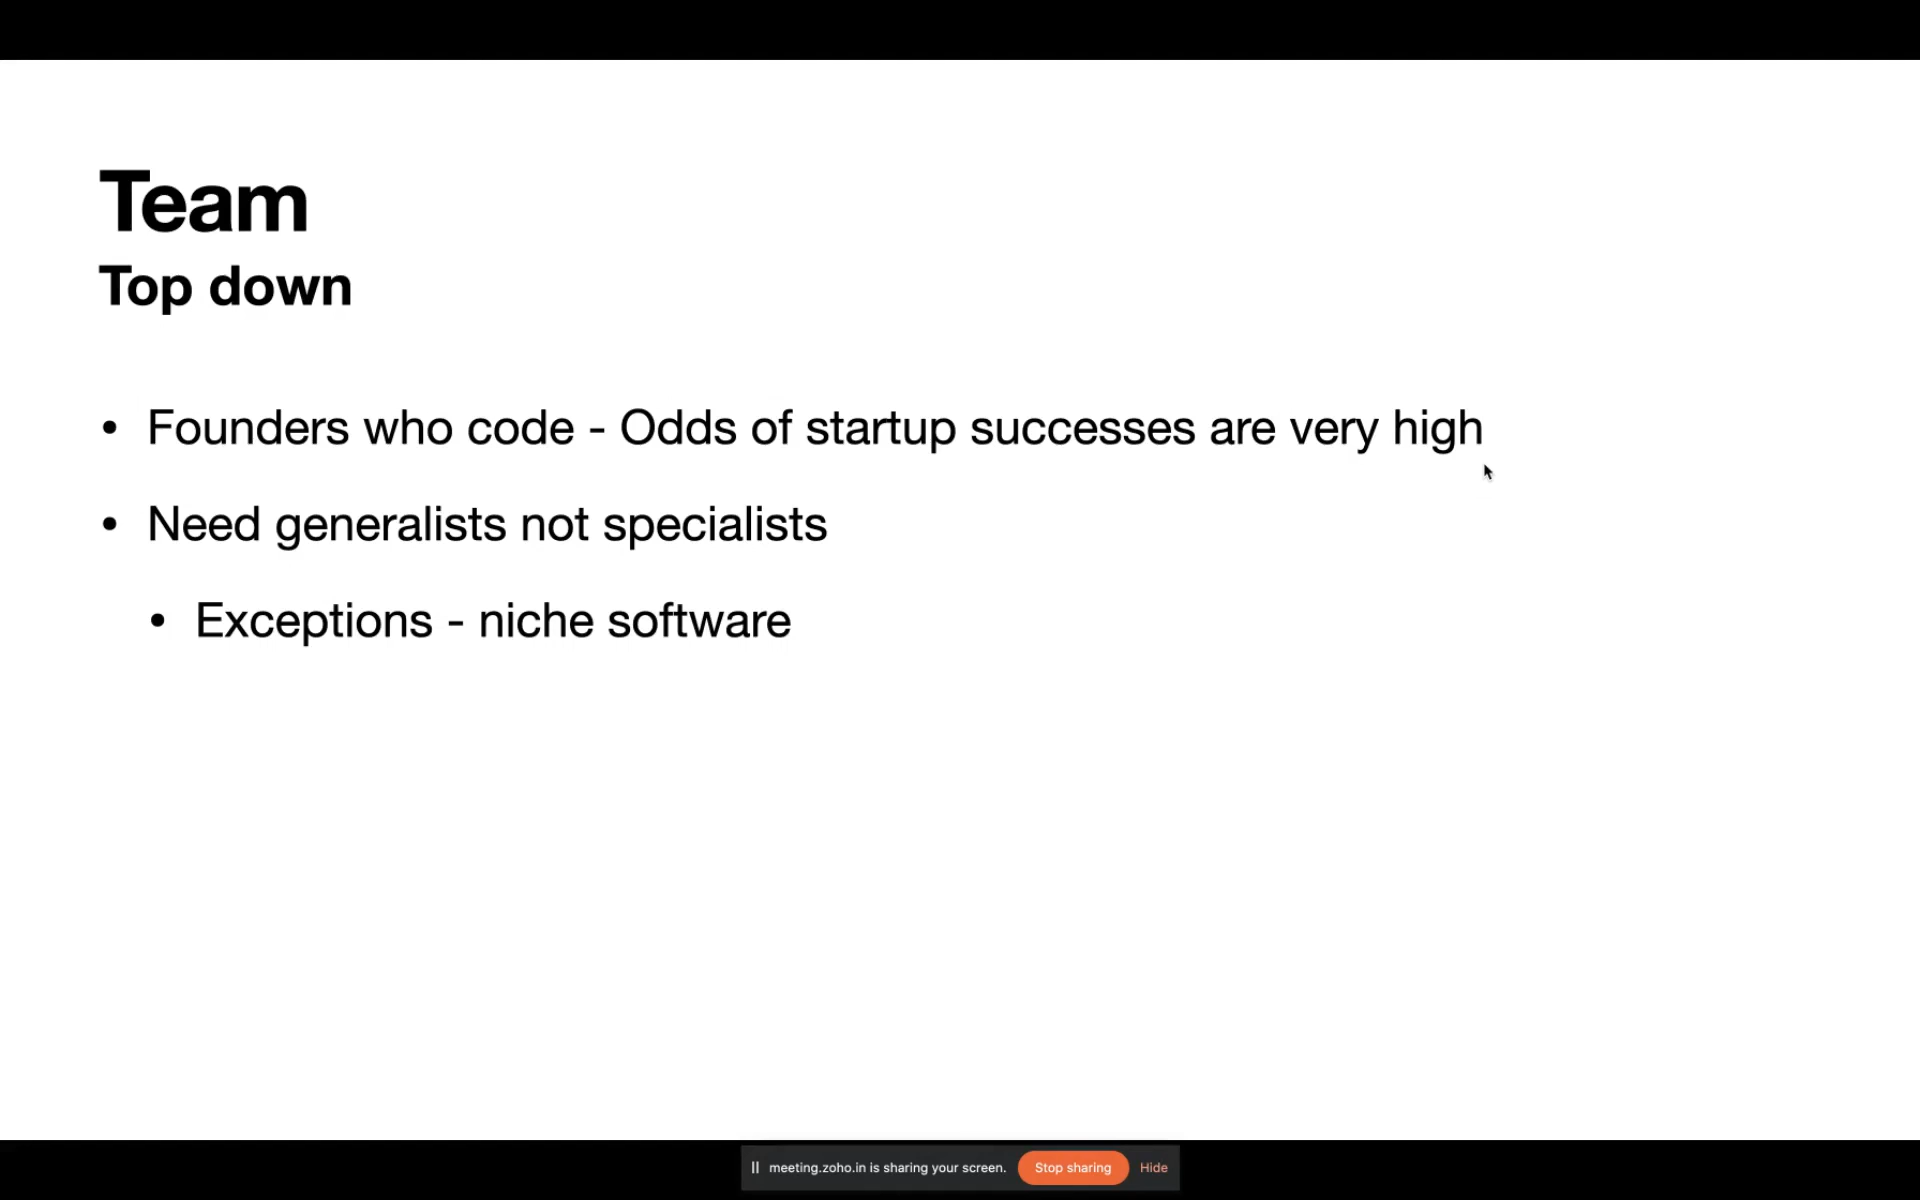 Team
Top down
• Founders who code - Odds of startup successes are very high
• Need generalists not specialists
• Exceptions - niche software
meeting.zoho.in is sharing your screen. Stop sharing Hide